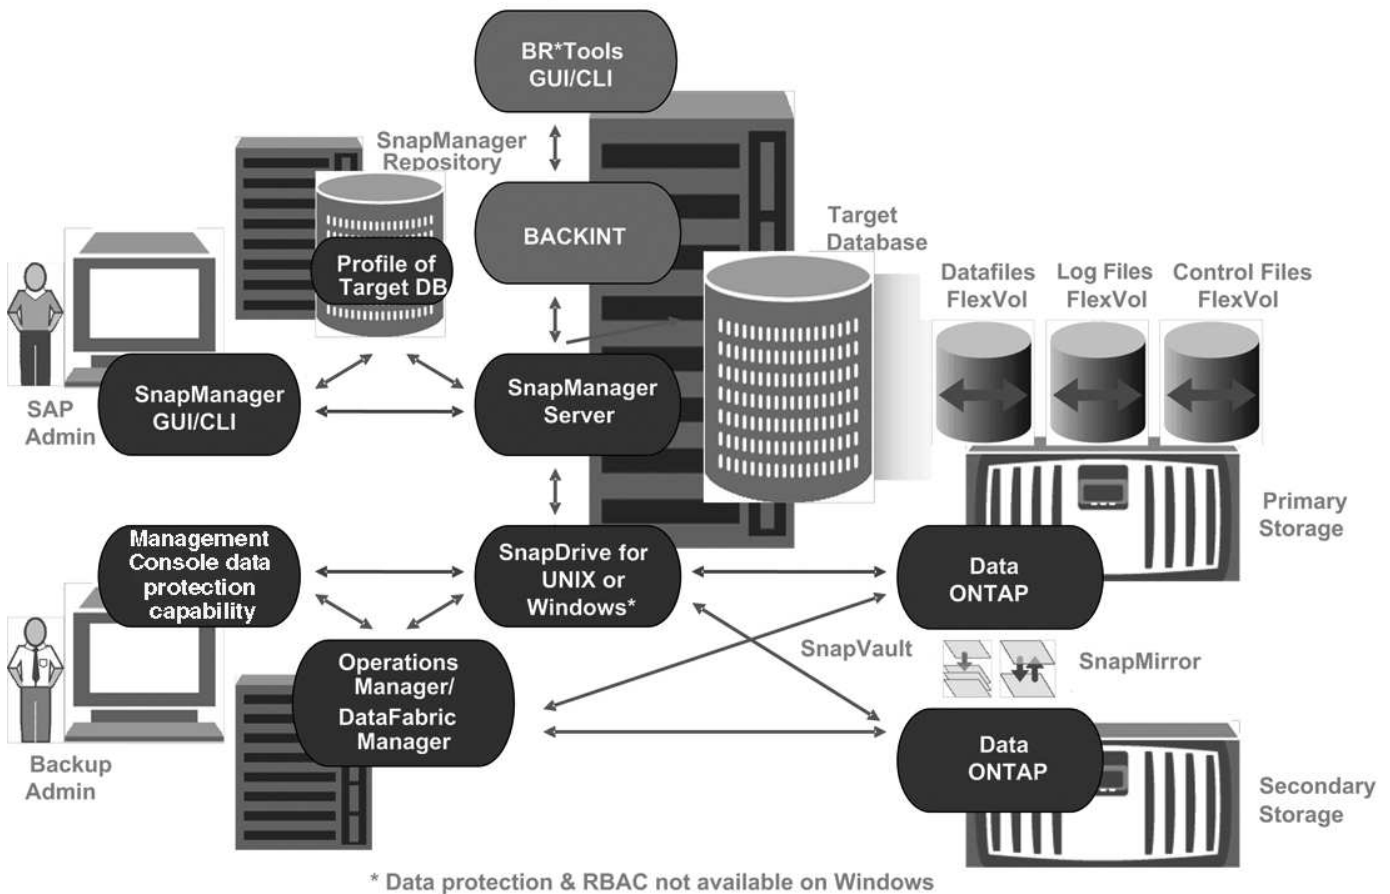 BR*Tools
GUI/CLI
SnapManager
Repository
BACKINT
Target
Database
Profile of
Target DB
Datafiles
FlexVol
Log Files
FlexVol
Control Files
FlexVol
SAP
Admin
SnapManager
GUI/CLI
SnapManager
Server
Primary
Storage
Management
Console data
protection
capability
SnapDrive for
UNIX or
Windows*
Data
ONTAP
SnapVault
SnapMirror
Operations
Manager/
DataFabric
Manager
Backup
Admin
Data
ONTAP
Secondary
Storage
* Data protection & RBAC not available on Windows